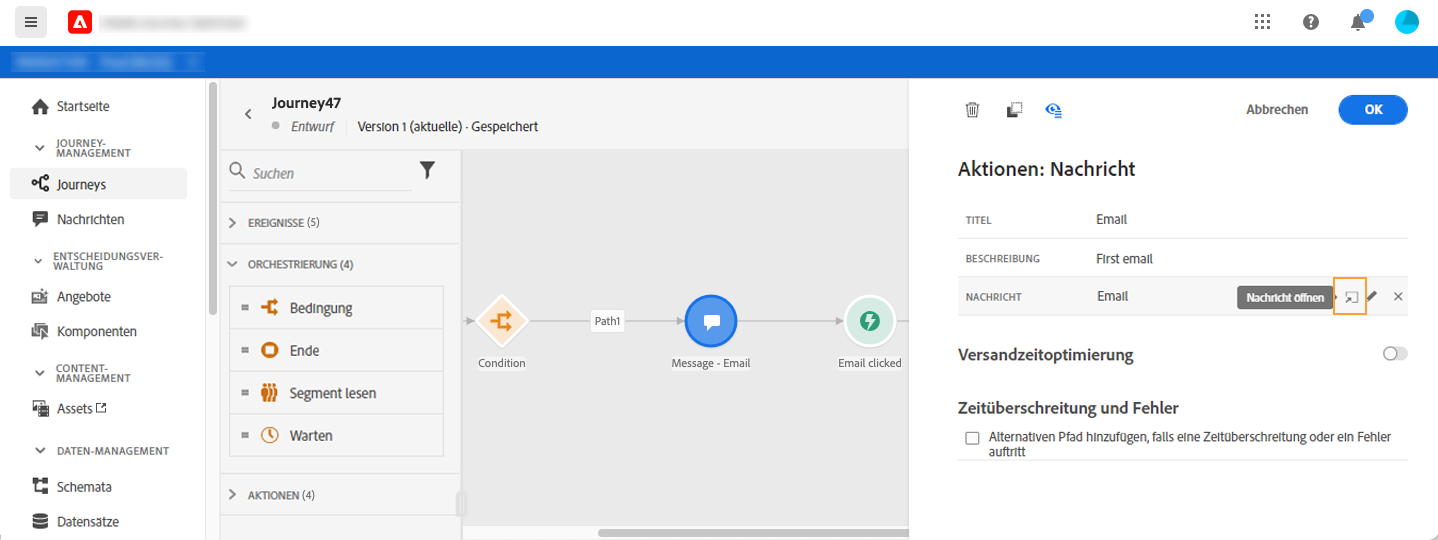 Startseite
JOURNEY-
MANAGEMENT
Journeys
Nachrichten
ENTSCHEIDUNGSVER-
WALTUNG
Angebote
Komponenten
CONTENT-
MANAGEMENT
Assets
DATEN-MANAGEMENT
Schemata
Datensätze
Journey47
Entwurf
Version 1 (aktuelle) · Gespeichert
Suchen
EREIGNISSE (5)
ORCHESTRIERUNG (4)
Bedingung
Ende
Segment lesen
Warten
AKTIONEN (4)
Condition
Path1
Message - Email
Email clicked
Abbrechen
OK
Aktionen: Nachricht
TITEL
Email
BESCHREIBUNG
First email
NACHRICHT
Email
Nachricht öffnen
Versandzeitoptimierung
Zeitüberschreitung und Fehler
Alternativen Pfad hinzufügen, falls eine Zeitüberschreitung oder ein Fehler
auftritt